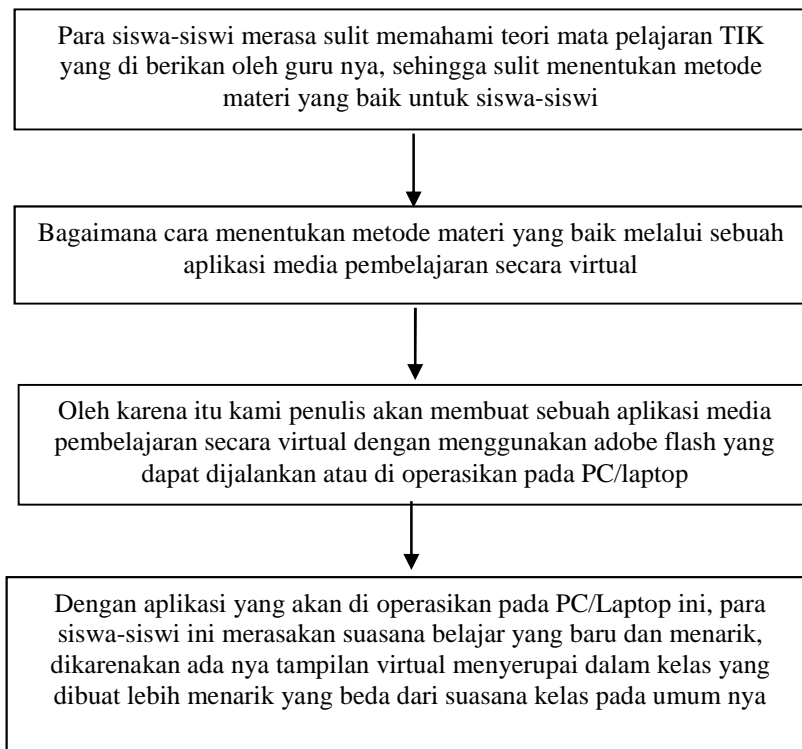 Para siswa-siswi merasa sulit memahami teori mata pelajaran TIK
yang di berikan oleh guru nya, sehingga sulit menentukan metode
materi yang baik untuk siswa-siswi
Bagaimana cara menentukan metode materi yang baik melalui sebuah
aplikasi media pembelajaran secara virtual
Oleh karena itu kami penulis akan membuat sebuah aplikasi media
pembelajaran secara virtual dengan menggunakan adobe flash yang
dapat dijalankan atau di operasikan pada PC/laptop
Dengan aplikasi yang akan di operasikan pada PC/Laptop ini, para
siswa-siswi ini merasakan suasana belajar yang baru dan menarik,
dikarenakan ada nya tampilan virtual menyerupai dalam kelas yang
dibuat lebih menarik yang beda dari suasana kelas pada umum nya